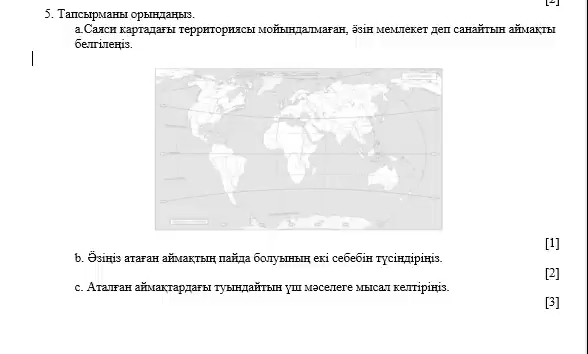 [2]
5. Тапсырманы орындаңыз.
a.Саяси картадағы территориясы мойындалмаған, өзін мемлекет деп санайтын аймақты
белгілеңіз.
[1]
b. Өзіңіз атаған аймақтың пайда болуының екі себебін түсіндіріңіз.
[2]
c. Аталған аймақтардағы туындайтын үш мәселеге мысал келтіріңіз.
[3]